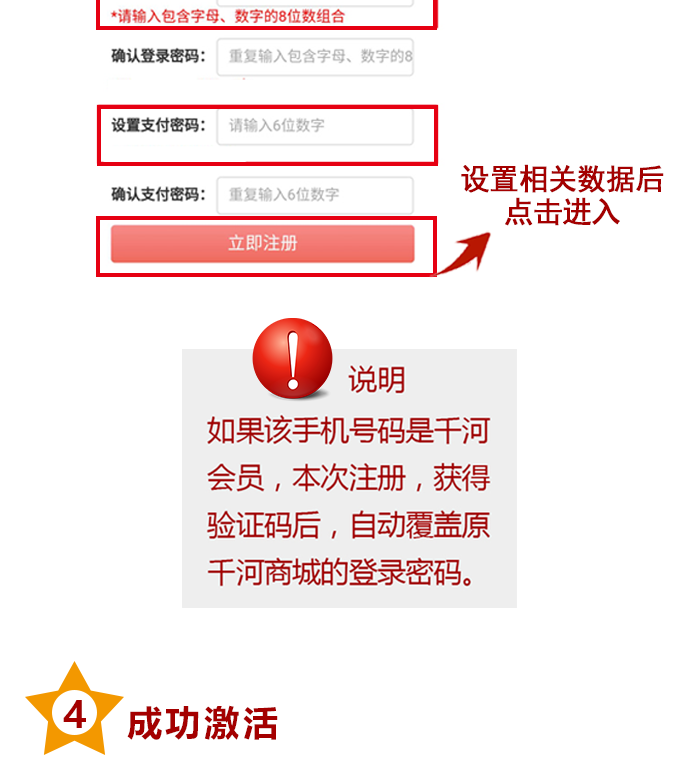 *请输入包含字母、数字的8位数组合
确认登录密码： 重复输入包含字母、数字的8
设置支付密码： 请输入6位数字
确认支付密码： 重复输入6位数字
立即注册
设置相关数据后
点击进入
说明
如果该手机号码是千河
会员，本次注册，获得
验证码后，自动覆盖原
千河商城的登录密码。
4 成功激活